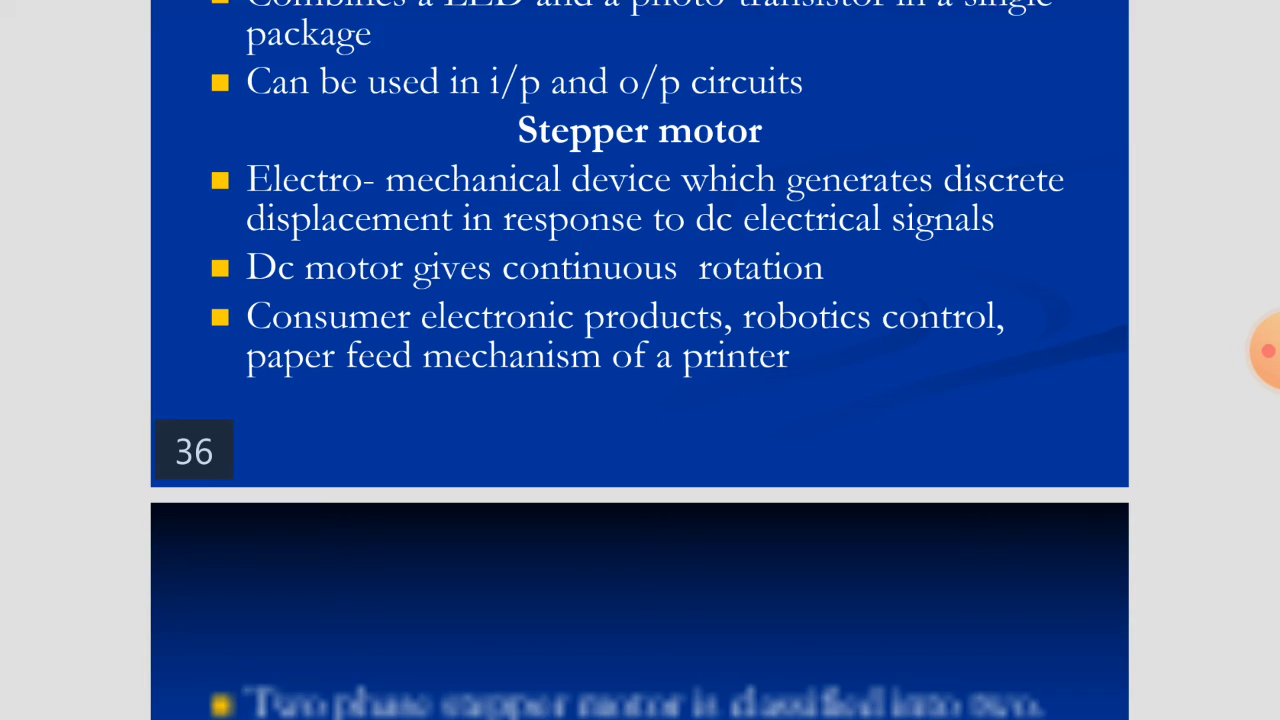 Combines a LED and a photo transistor in a single
package
Can be used in i/p and o/p circuits
Stepper motor
Electro- mechanical device which generates discrete
displacement in response to dc electrical signals
Dc motor gives continuous rotation
Consumer electronic products, robotics control,
paper feed mechanism of a printer
36
Two phase stepper motor is classified into two.